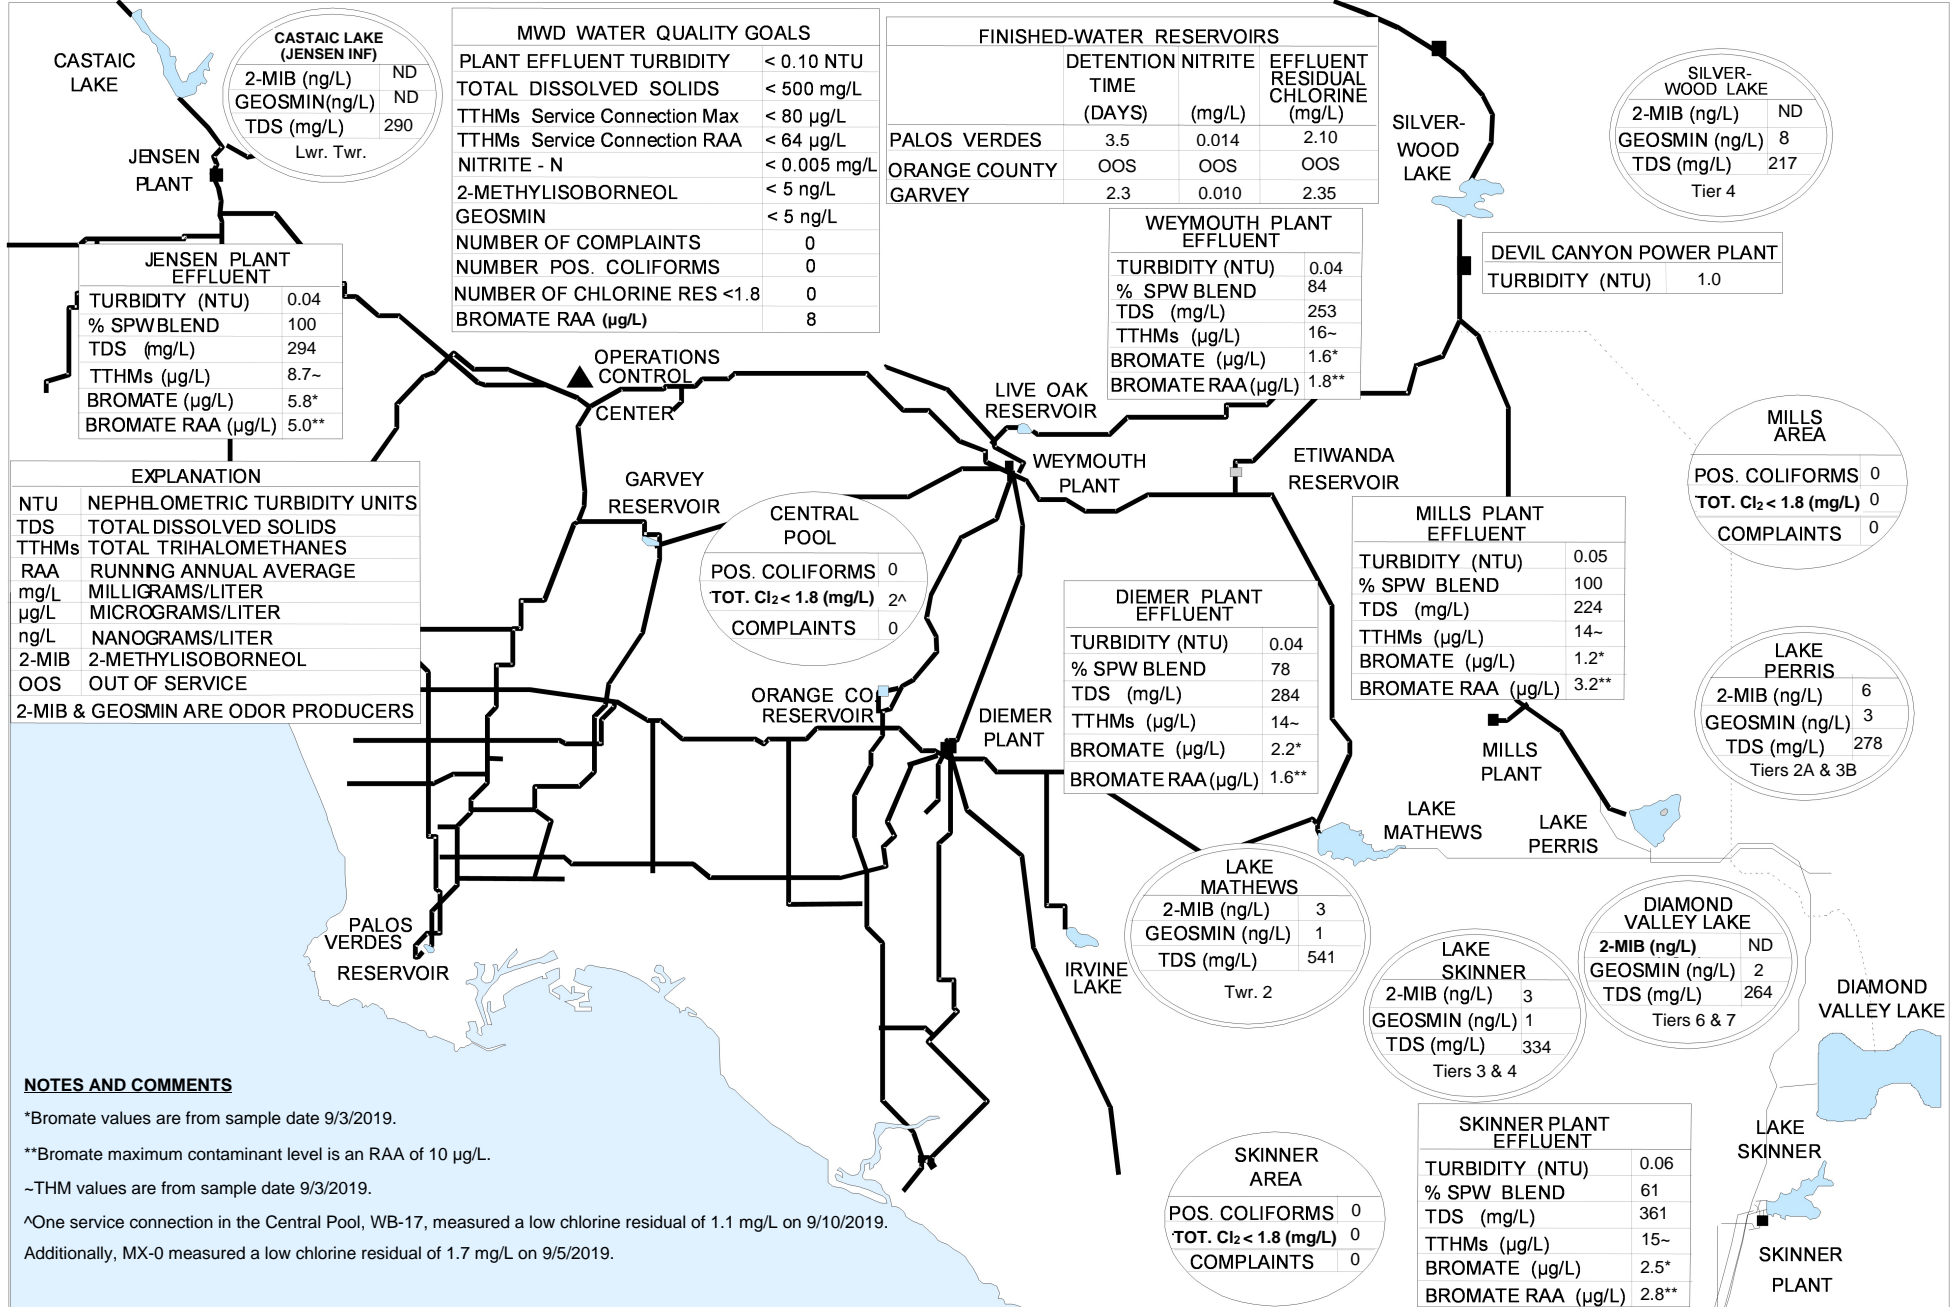 CASTAIC
LAKE
CASTAIC LAKE
(JENSEN INF)
2-MIB (ng/L) ND
GEOSMIN(ng/L) ND
TDS (mg/L) 290
Lwr. Twr.
JENSEN
PLANT
MWD WATER QUALITY GOALS
PLANT EFFLUENT TURBIDITY < 0.10 NTU
TOTAL DISSOLVED SOLIDS < 500 mg/L
TTHMs Service Connection Max < 80 µg/L
TTHMs Service Connection RAA < 64 µg/L
NITRITE - N < 0.005 mg/L
2-METHYLISOBORNEOL < 5 ng/L
GEOSMIN < 5 ng/L
NUMBER OF COMPLAINTS 0
NUMBER POS. COLIFORMS 0
NUMBER OF CHLORINE RES <1.8 0
BROMATE RAA (µg/L) 8
FINISHED-WATER RESERVOIRS
DETENTION NITRITE EFFLUENT
TIME RESIDUAL
CHLORINE
(DAYS) (mg/L) (mg/L)
PALOS VERDES 3.5 0.014 2.10
ORANGE COUNTY OOS OOS OOS
GARVEY 2.3 0.010 2.35
SILVER-
WOOD
LAKE
SILVER-
WOOD LAKE
2-MIB (ng/L) ND
GEOSMIN (ng/L) 8
TDS (mg/L) 217
Tier 4
WEYMOUTH PLANT
EFFLUENT
TURBIDITY (NTU) 0.04
% SPW BLEND 84
TDS (mg/L) 253
TTHMs (µg/L) 16~
BROMATE (µg/L) 1.6*
BROMATE RAA (µg/L) 1.8**
DEVIL CANYON POWER PLANT
TURBIDITY (NTU) 1.0
JENSEN PLANT
EFFLUENT
TURBIDITY (NTU) 0.04
% SPW BLEND 100
TDS (mg/L) 294
TTHMs (µg/L) 8.7~
BROMATE (µg/L) 5.8*
BROMATE RAA (µg/L) 5.0**
OPERATIONS
CONTROL
CENTER
LIVE OAK
RESERVOIR
WEYMOUTH
PLANT
ETIWANDA
RESERVOIR
GARVEY
RESERVOIR
MILLS
AREA
POS. COLIFORMS 0
TOT. Cl2 < 1.8 (mg/L) 0
COMPLAINTS 0
EXPLANATION
NTU NEPHELOMETRIC TURBIDITY UNITS
TDS TOTAL DISSOLVED SOLIDS
TTHMs TOTAL TRIHALOMETHANES
RAA RUNNING ANNUAL AVERAGE
mg/L MILLIGRAMS/LITER
µg/L MICROGRAMS/LITER
ng/L NANOGRAMS/LITER
2-MIB 2-METHYLISOBORNEOL
OOS OUT OF SERVICE
2-MIB & GEOSMIN ARE ODOR PRODUCERS
CENTRAL
POOL
POS. COLIFORMS 0
TOT. Cl2 < 1.8 (mg/L) 2^
COMPLAINTS 0
MILLS PLANT
EFFLUENT
TURBIDITY (NTU) 0.05
% SPW BLEND 100
TDS (mg/L) 224
TTHMs (µg/L) 14~
BROMATE (µg/L) 1.2*
BROMATE RAA (µg/L) 3.2**
DIEMER PLANT
EFFLUENT
TURBIDITY (NTU) 0.04
% SPW BLEND 78
TDS (mg/L) 284
TTHMs (µg/L) 14~
BROMATE (µg/L) 2.2*
BROMATE RAA (µg/L) 1.6**
LAKE
PERRIS
2-MIB (ng/L) 6
GEOSMIN (ng/L) 3
TDS (mg/L) 278
Tiers 2A & 3B
ORANGE CO
RESERVOIR
DIEMER
PLANT
MILLS
PLANT
LAKE
MATHEWS
LAKE
PERRIS
LAKE
MATHEWS
2-MIB (ng/L) 3
GEOSMIN (ng/L) 1
TDS (mg/L) 541
Twr. 2
DIAMOND
VALLEY LAKE
2-MIB (ng/L) ND
GEOSMIN (ng/L) 2
TDS (mg/L) 264
Tiers 6 & 7
PALOS
VERDES
RESERVOIR
IRVINE
LAKE
LAKE
SKINNER
2-MIB (ng/L) 3
GEOSMIN (ng/L) 1
TDS (mg/L) 334
Tiers 3 & 4
DIAMOND
VALLEY LAKE
NOTES AND COMMENTS
*Bromate values are from sample date 9/3/2019.
**Bromate maximum contaminant level is an RAA of 10 µg/L.
~THM values are from sample date 9/3/2019.
^One service connection in the Central Pool, WB-17, measured a low chlorine residual of 1.1 mg/L on 9/10/2019.
Additionally, MX-0 measured a low chlorine residual of 1.7 mg/L on 9/5/2019.
SKINNER
AREA
POS. COLIFORMS 0
TOT. Cl2 < 1.8 (mg/L) 0
COMPLAINTS 0
SKINNER PLANT
EFFLUENT
TURBIDITY (NTU) 0.06
% SPW BLEND 61
TDS (mg/L) 361
TTHMs (µg/L) 15~
BROMATE (µg/L) 2.5*
BROMATE RAA (µg/L) 2.8**
LAKE
SKINNER
SKINNER
PLANT